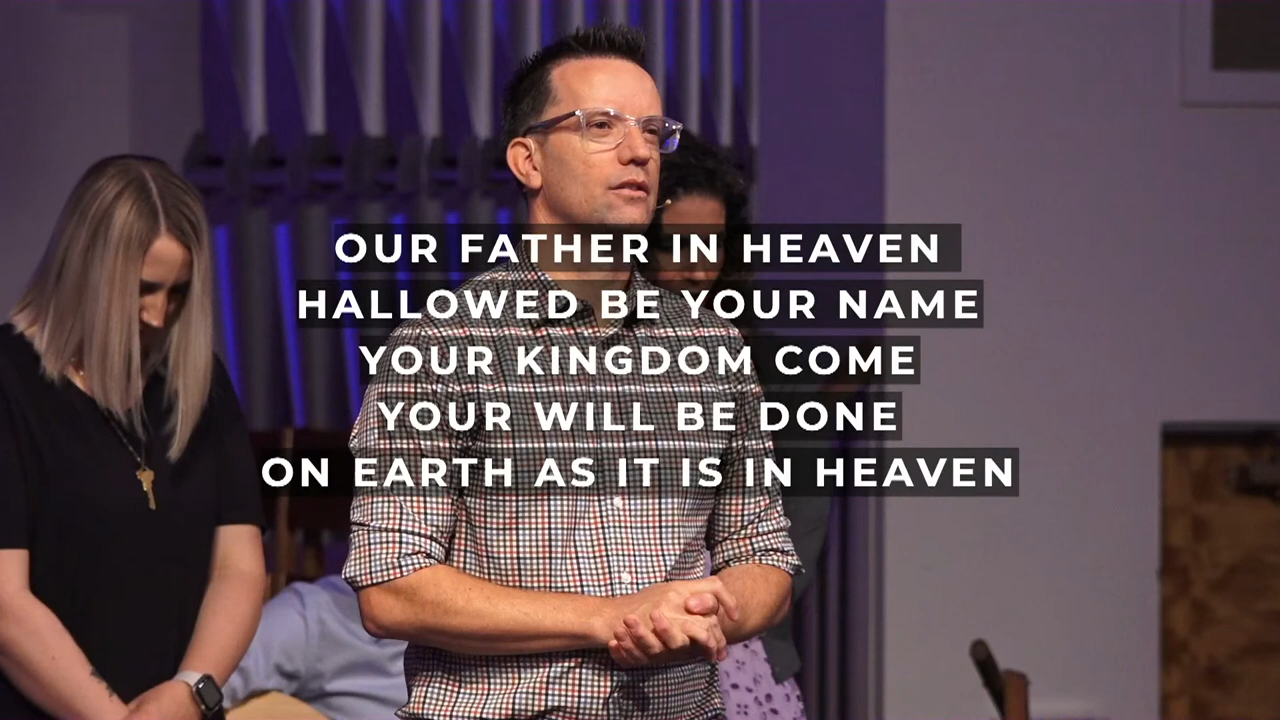 OUR FATHER IN HEAVEN
HALLOWED BE YOUR NAME
YOUR KINGDOM COME
YOUR WILL BE DONE
ON EARTH AS IT IS IN HEAVEN